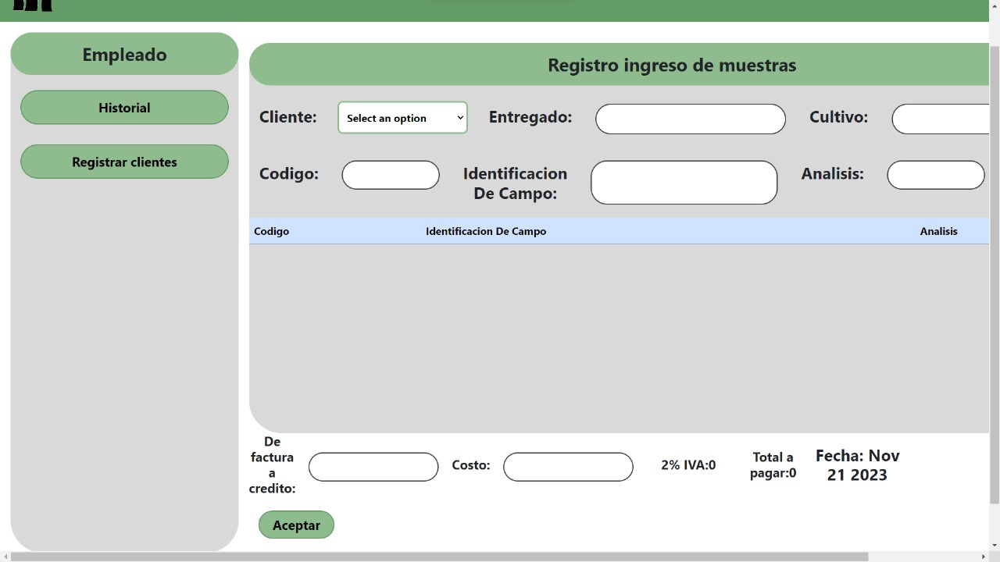 Empleado
Historial
Registrar clientes
Registro ingreso de muestras
Cliente: Select an option Entregado: Cultivo:
Codigo: Identificacion De Campo: Analisis:
Codigo Identificacion De Campo Analisis
De
factura
a
credito:
Costo:
2% IVA:0
Total a
pagar:0
Fecha: Nov
21 2023
Aceptar